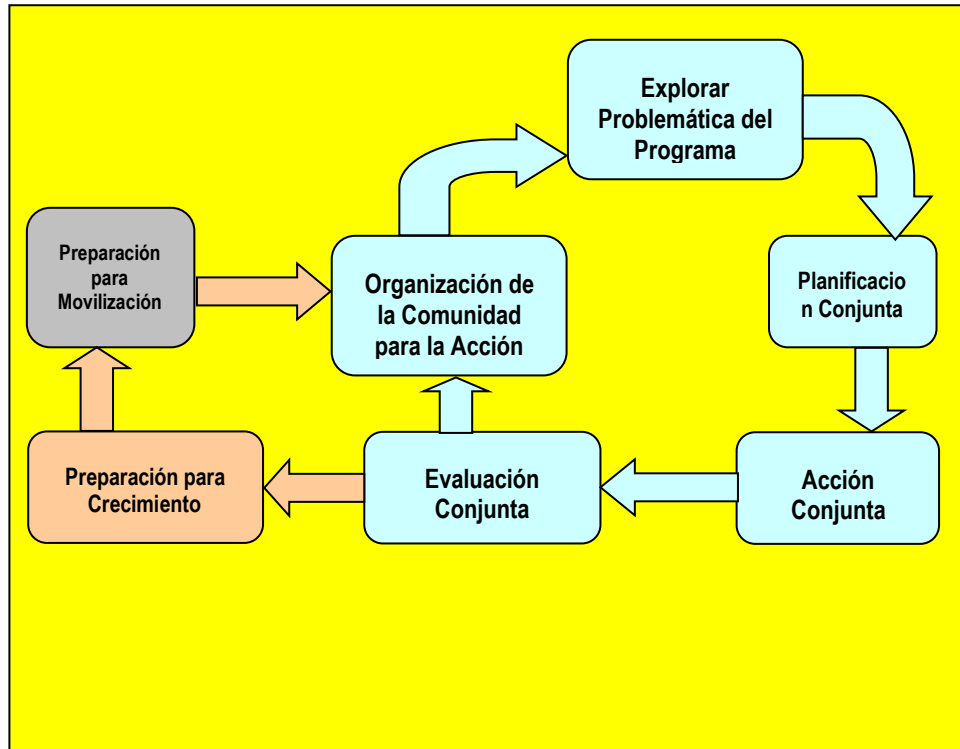 Explorar
Problemática del
Programa
Preparación
para
Movilización
Organización de
la Comunidad
para la Acción
Planificacio
n Conjunta
Preparación para
Crecimiento
Evaluación
Conjunta
Acción
Conjunta